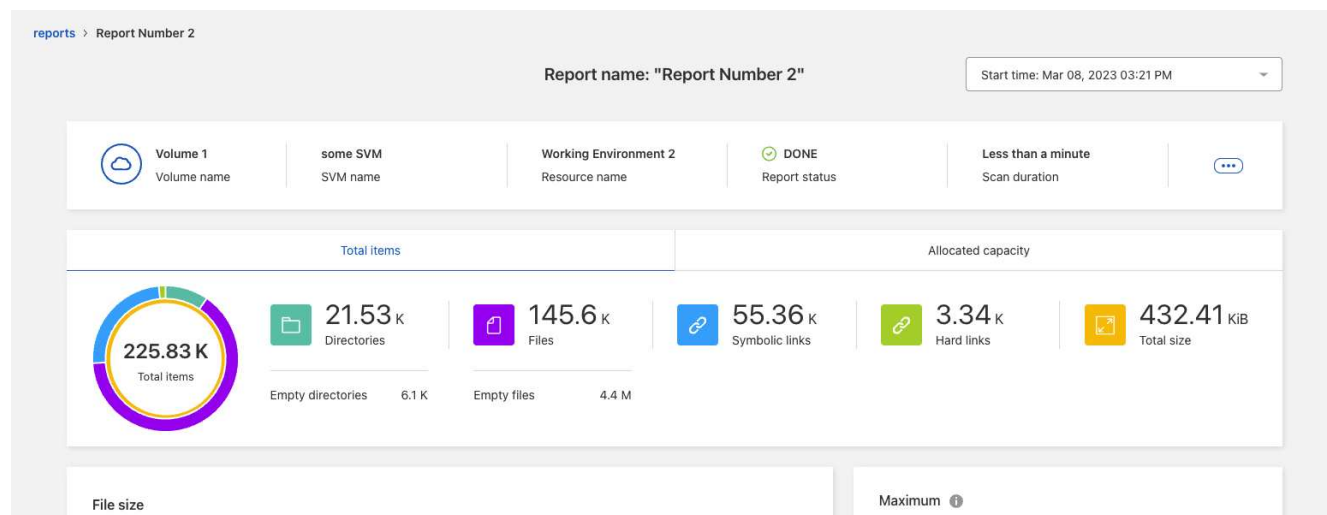 reports > Report Number 2
Report name: "Report Number 2"
Start time: Mar 08, 2023 03:21 PM
Volume 1
Volume name
some SVM
SVM name
Working Environment 2
Resource name
DONE
Report status
Less than a minute
Scan duration
Total items
Allocated capacity
225.83 K
Total items
21.53 K
Directories
Empty directories 6.1 K
145.6 K
Files
Empty files 4.4 M
55.36 K
Symbolic links
3.34 K
Hard links
432.41 KiB
Total size
File size
Maximum